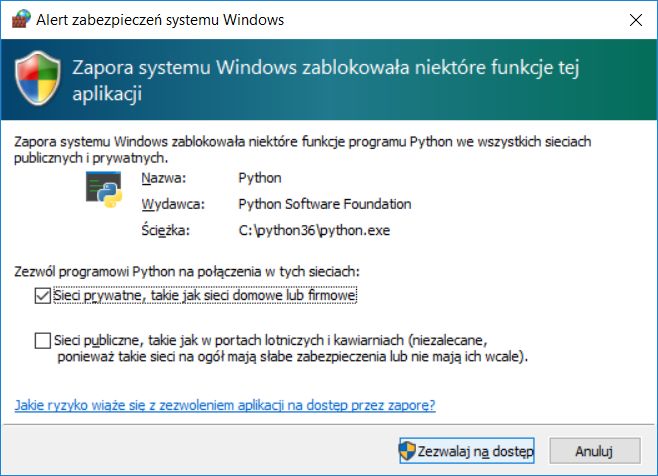 Alert zabezpieczeń systemu Windows
Zapora systemu Windows zablokowała niektóre funkcje tej
aplikacji
Zapora systemu Windows zablokowała niektóre funkcje programu Python we wszystkich sieciach
publicznych i prywatnych.
Nazwa: Python
Wydawca: Python Software Foundation
Ścieżka: C:\python36\python.exe
Zezwól programowi Python na połączenia w tych sieciach:
Sieci prywatne, takie jak sieci domowe lub firmowe
Sieci publiczne, takie jak w portach lotniczych i kawiarniach (niezalecane,
ponieważ takie sieci na ogół mają słabe zabezpieczenia lub nie mają ich wcale).
Jakie ryzyko wiąże się z zezwoleniem aplikacji na dostęp przez zaporę?
Zezwalaj na dostęp Anuluj